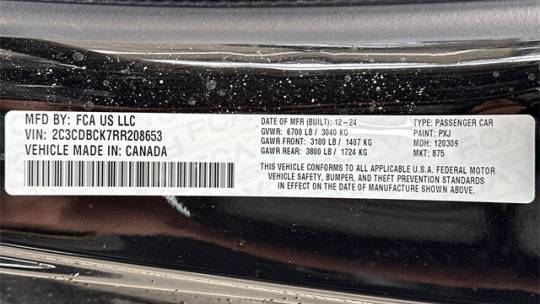 MFD BY: FCA US LLC
VIN: 2C3CDBCK7RR208653
VEHICLE MADE IN: CANADA
DATE OF MFR (BUILT): 12-24
GVWR: 6700 LB / 3040 KG
GAWR FRONT: 3100 LB / 1407 KG
GAWR REAR: 3800 LB / 1724 KG
TYPE: PASSENGER CAR
PAINT: PXJ
MDH: 120309
MKT: 875
THIS VEHICLE CONFORMS TO ALL APPLICABLE U.S.A. FEDERAL MOTOR
VEHICLE SAFETY, BUMPER, AND THEFT PREVENTION STANDARDS
IN EFFECT ON THE DATE OF MANUFACTURE SHOWN ABOVE.